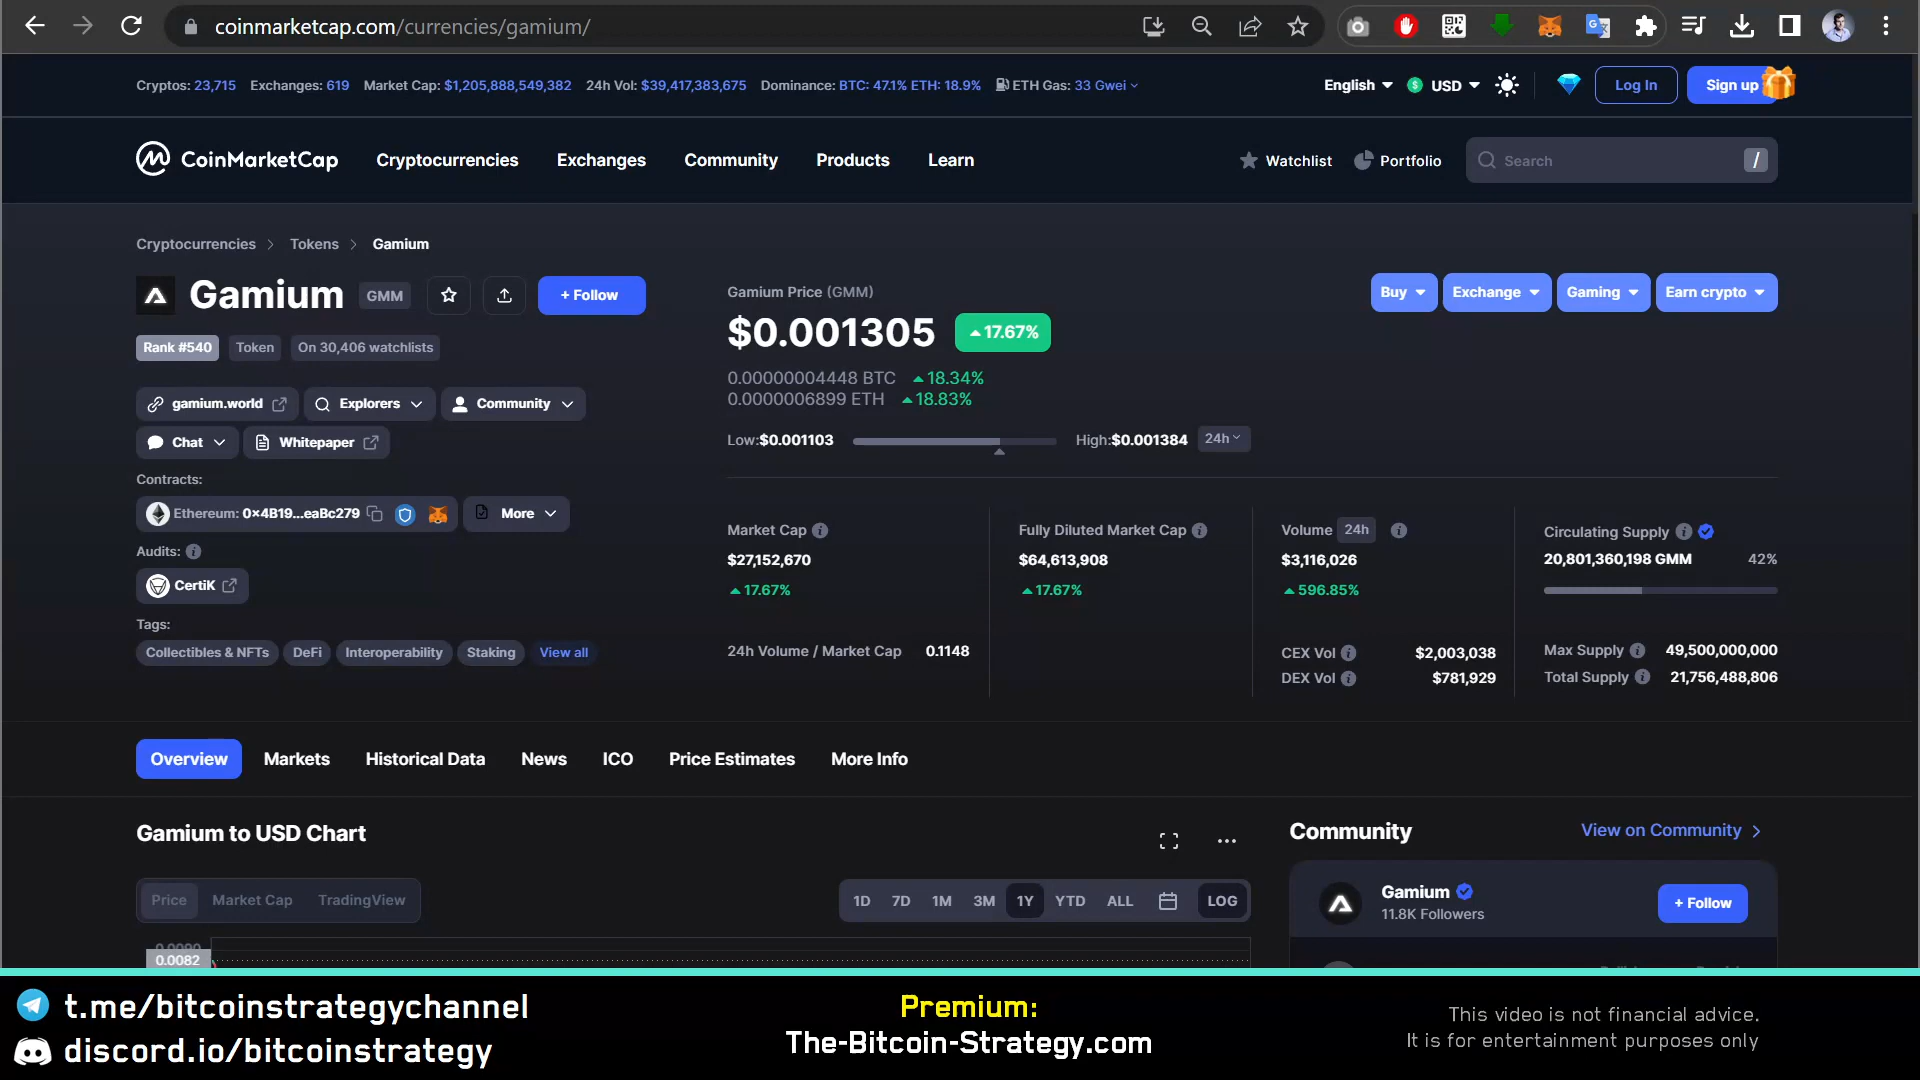 coinmarketcap.com/currencies/gamium/
Cryptos: 23,715 Exchanges: 619 Market Cap: $1,205,888,549,382 24h Vol: $39,417,383,675 Dominance: BTC: 47.1% ETH: 18.9% ETH Gas: 33 Gwei
English USD Log In Sign up
CoinMarketCap Cryptocurrencies Exchanges Community Products Learn Watchlist Portfolio Search /
Cryptocurrencies > Tokens > Gamium
Gamium GMM + Follow
Rank #540 Token On 30,406 watchlists
gamium.world Explorers Community
Chat Whitepaper
Contracts:
Ethereum: 0x4B19...eaBc279 More
Audits:
CertiK
Tags:
Collectibles & NFTs DeFi Interoperability Staking View all
Gamium Price (GMM)
$0.001305 17.67%
0.00000004448 BTC 18.34%
0.0000006899 ETH 18.83%
Low:$0.001103 High:$0.001384 24h
Buy Exchange Gaming Earn crypto
Market Cap
$27,152,670
17.67%
24h Volume / Market Cap 0.1148
Fully Diluted Market Cap
$64,613,908
17.67%
Volume 24h
$3,116,026
596.85%
CEX Vol $2,003,038
DEX Vol $781,929
Circulating Supply
20,801,360,198 GMM 42%
Max Supply 49,500,000,000
Total Supply 21,756,488,806
Overview Markets Historical Data News ICO Price Estimates More Info
Gamium to USD Chart
Price Market Cap TradingView
1D 7D 1M 3M 1Y YTD ALL LOG
0.0082
Community View on Community >
Gamium
11.8K Followers
+ Follow
t.me/bitcoinstrategychannel
discord.io/bitcoinstrategy
Premium:
The-Bitcoin-Strategy.com
This video is not financial advice.
It is for entertainment purposes only